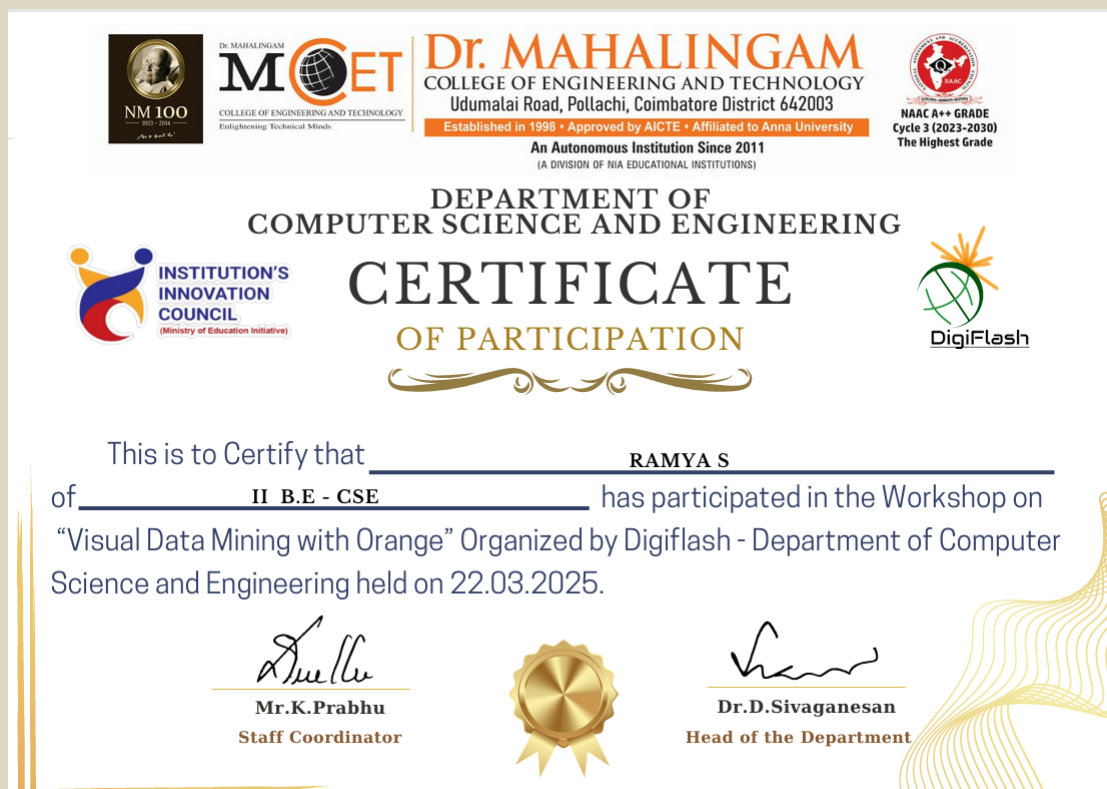 NM 100
1923 - 2014
Dr. MAHALINGAM
MCET
COLLEGE OF ENGINEERING AND TECHNOLOGY
Enlightening Technical Minds
Dr. MAHALINGAM
COLLEGE OF ENGINEERING AND TECHNOLOGY
Udumalai Road, Pollachi, Coimbatore District 642003
Established in 1998 • Approved by AICTE • Affiliated to Anna University
An Autonomous Institution Since 2011
(A DIVISION OF NIA EDUCATIONAL INSTITUTIONS)
NAAC
NAAC A++ GRADE
Cycle 3 (2023-2030)
The Highest Grade
DEPARTMENT OF
COMPUTER SCIENCE AND ENGINEERING
INSTITUTION'S
INNOVATION
COUNCIL
(Ministry of Education Initiative)
CERTIFICATE
OF PARTICIPATION
DigiFlash
This is to Certify that RAMYA S
of II B.E - CSE has participated in the Workshop on
“Visual Data Mining with Orange” Organized by Digiflash - Department of Computer
Science and Engineering held on 22.03.2025.
Mr.K.Prabhu
Staff Coordinator
Dr.D.Sivaganesan
Head of the Department